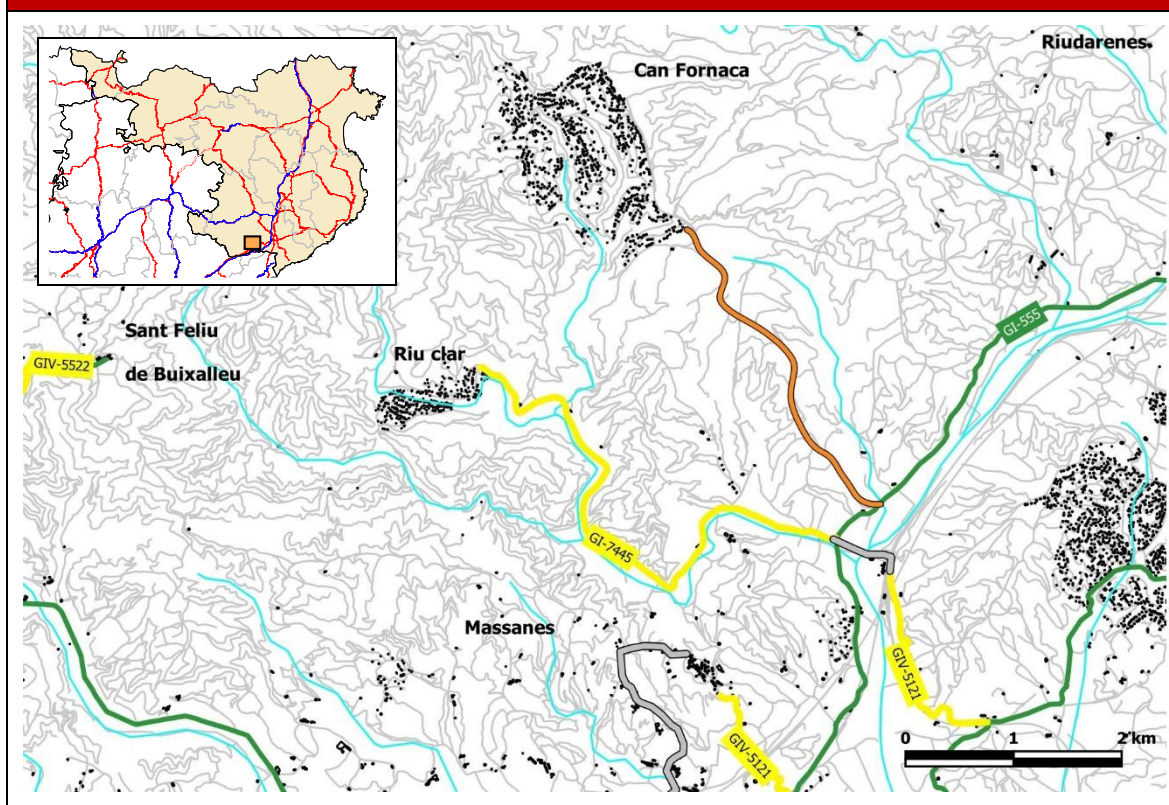 Riudarenes
Can Fornaca
GI-555
Sant Feliu
de Buixalleu
GIV-5522
Riu clar
GI-7445
Massanes
GIV-5121
GIV-5121
0 1 2 km